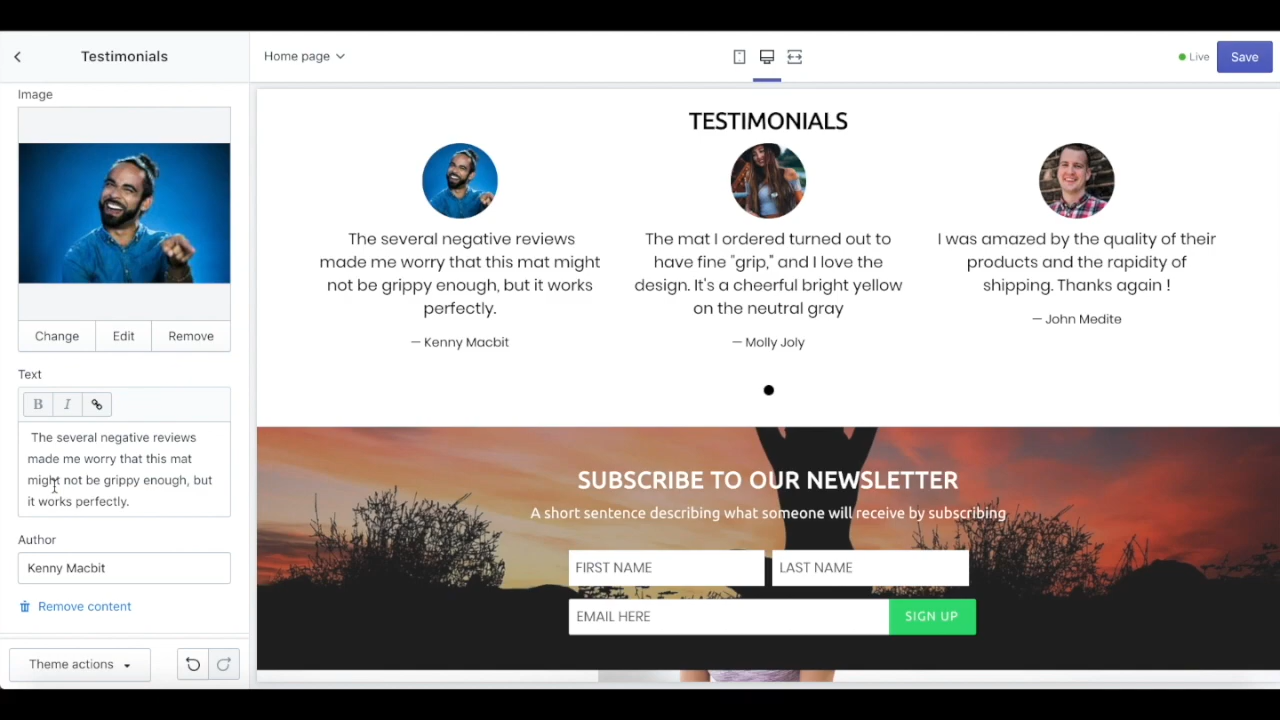 Testimonials
Home page
Live
Save
Image
Change
Edit
Remove
Text
B
I
The several negative reviews
made me worry that this mat
might not be grippy enough, but
it works perfectly.
Author
Kenny Macbit
Remove content
Theme actions
TESTIMONIALS
The several negative reviews
made me worry that this mat might
not be grippy enough, but it works
perfectly.
— Kenny Macbit
The mat I ordered turned out to
have fine "grip," and I love the
design. It's a cheerful bright yellow
on the neutral gray
— Molly Joly
I was amazed by the quality of their
products and the rapidity of
shipping. Thanks again !
— John Medite
SUBSCRIBE TO OUR NEWSLETTER
A short sentence describing what someone will receive by subscribing
FIRST NAME
LAST NAME
EMAIL HERE
SIGN UP